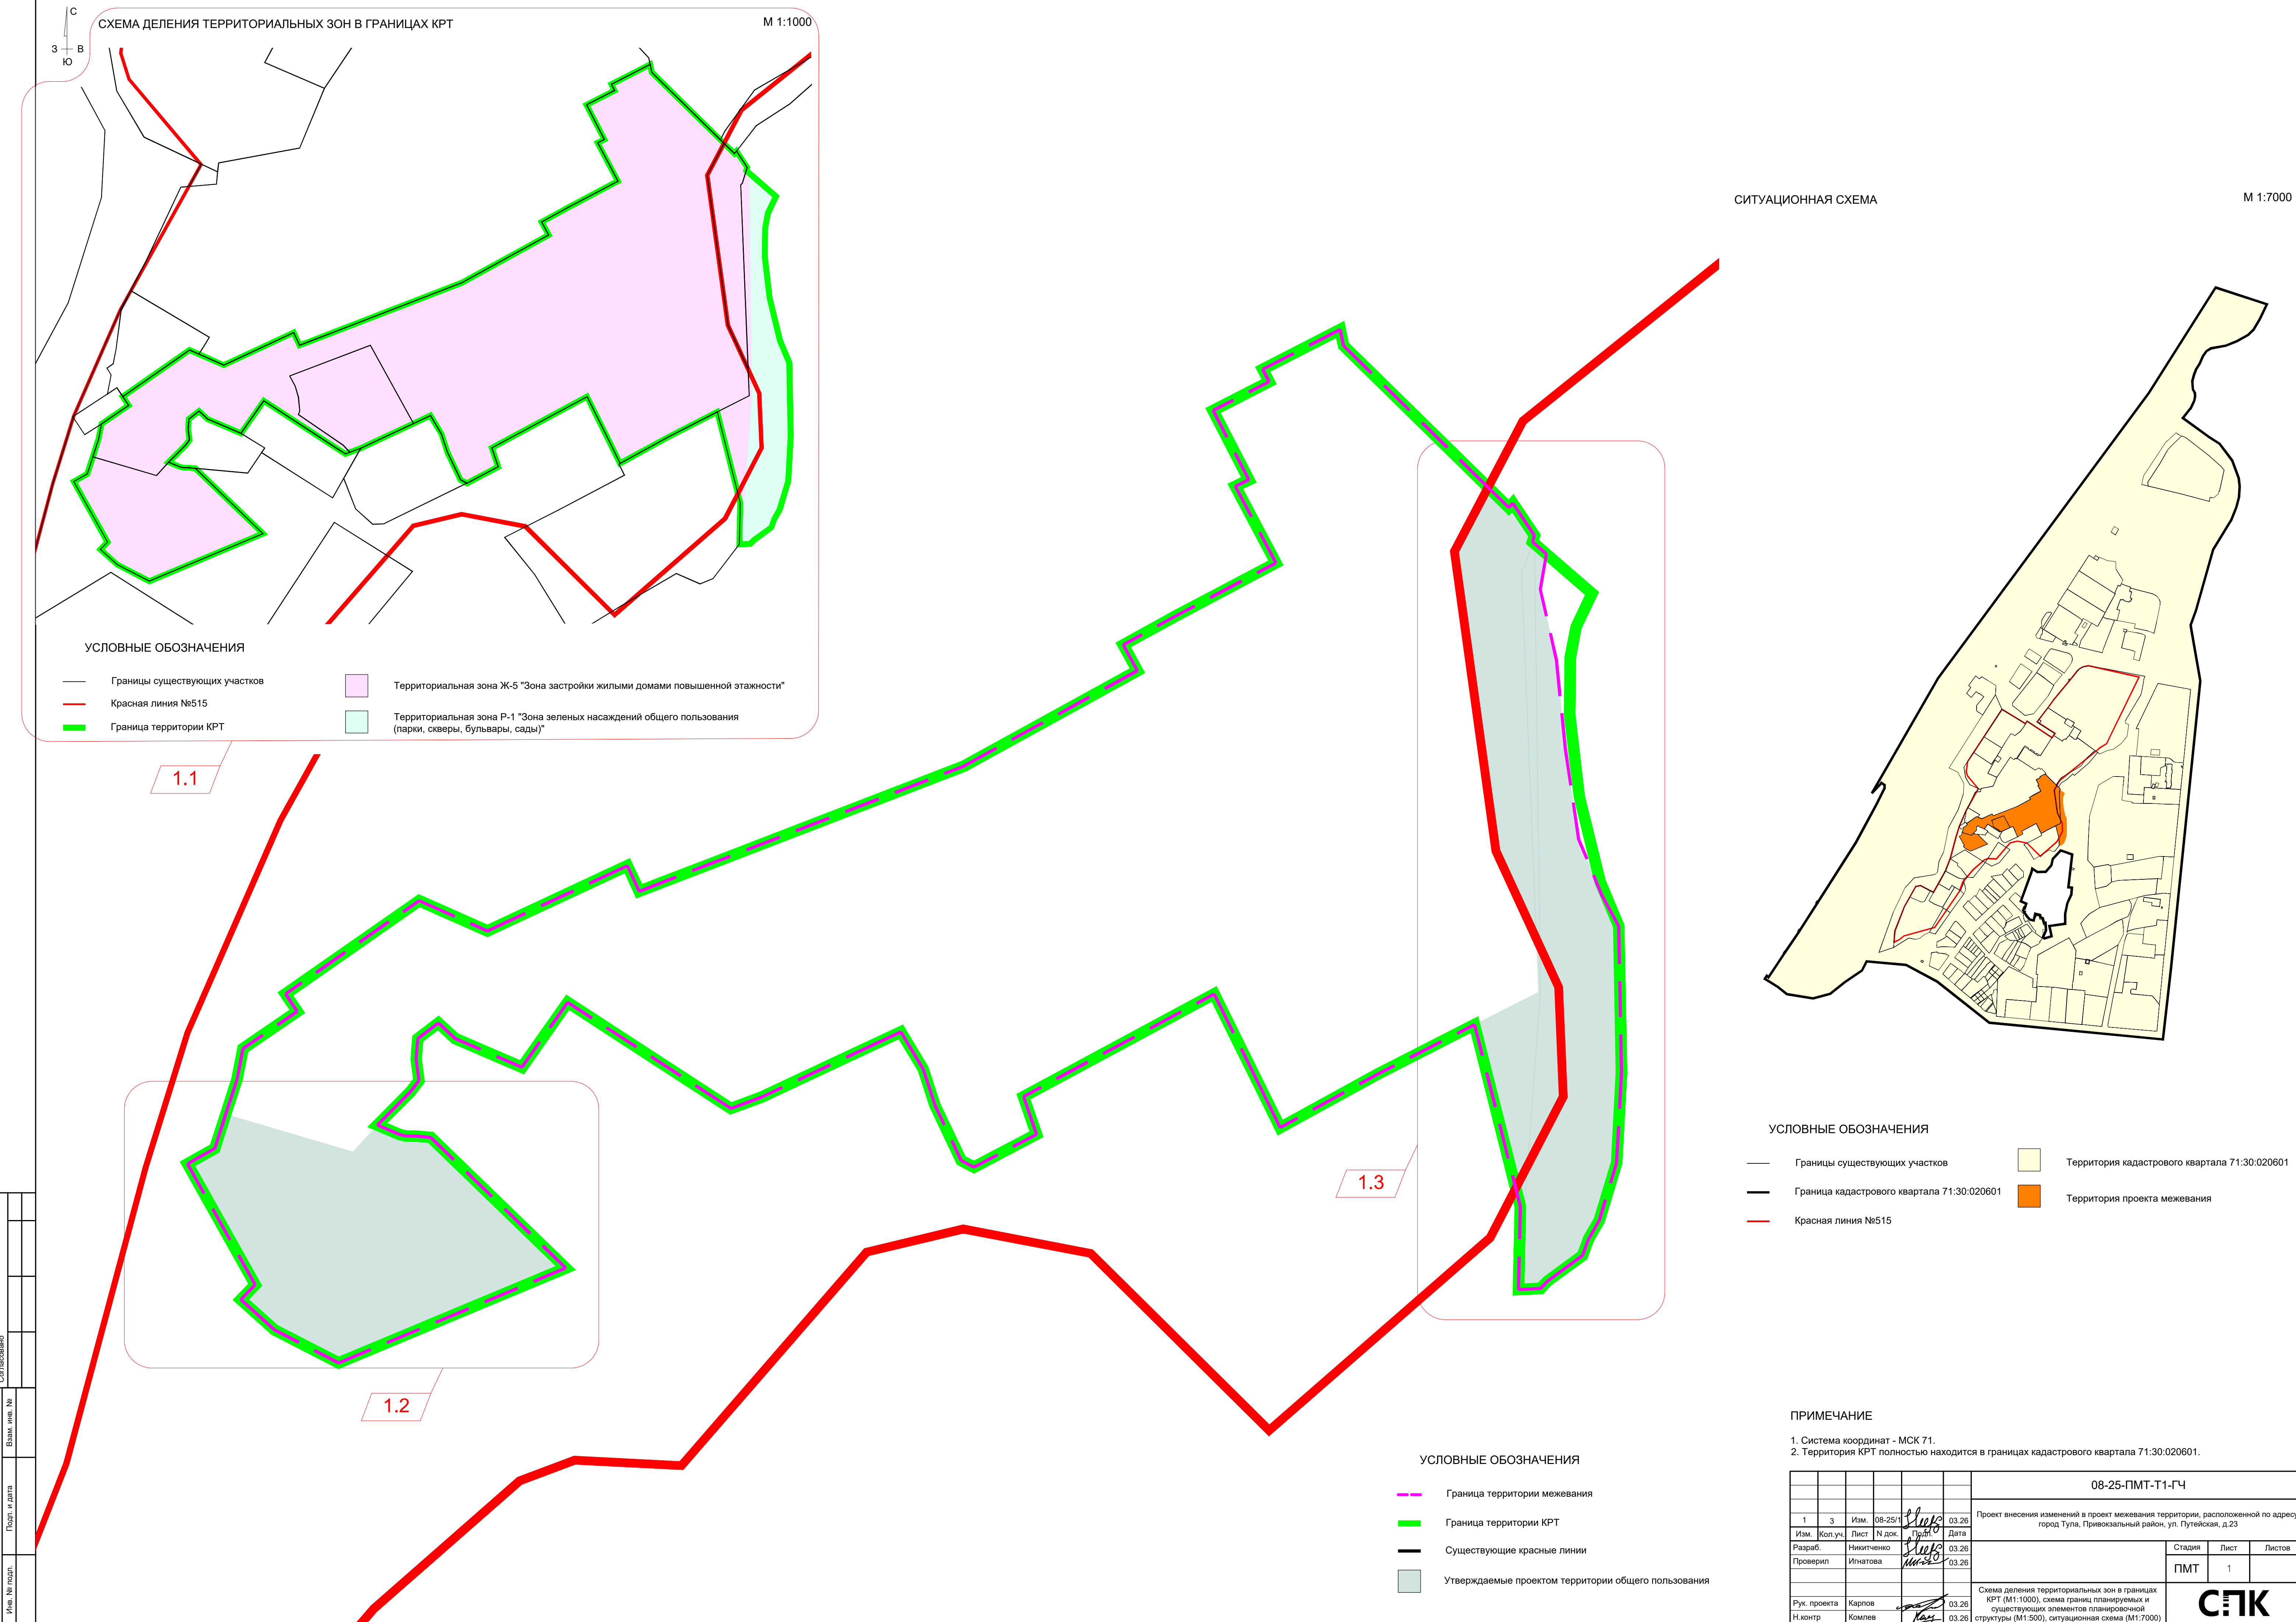 С
З В
Ю
СХЕМА ДЕЛЕНИЯ ТЕРРИТОРИАЛЬНЫХ ЗОН В ГРАНИЦАХ КРТ
М 1:1000
УСЛОВНЫЕ ОБОЗНАЧЕНИЯ
Границы существующих участков
Красная линия №515
Граница территории КРТ
Территориальная зона Ж-5 "Зона застройки жилыми домами повышенной этажности"
Территориальная зона Р-1 "Зона зеленых насаждений общего пользования
(парки, скверы, бульвары, сады)"
1.1
1.2
1.3
СИТУАЦИОННАЯ СХЕМА
М 1:7000
УСЛОВНЫЕ ОБОЗНАЧЕНИЯ
Границы существующих участков
Граница кадастрового квартала 71:30:020601
Красная линия №515
Территория кадастрового квартала 71:30:020601
Территория проекта межевания
УСЛОВНЫЕ ОБОЗНАЧЕНИЯ
Граница территории межевания
Граница территории КРТ
Существующие красные линии
Утверждаемые проектом территории общего пользования
ПРИМЕЧАНИЕ
1. Система координат - МСК 71.
2. Территория КРТ полностью находится в границах кадастрового квартала 71:30:020601.
08-25-ПМТ-Т1-ГЧ
Проект внесения изменений в проект межевания территории, расположенной по адресу
город Тула, Привокзальный район, ул. Путейская, д.23
1 3 Изм. 08-25/1 03.26
Изм. Кол.уч. Лист N док. Подп. Дата
Разраб. Никитченко 03.26
Проверил Игнатова 03.26
Рук. проекта Карпов 03.26
Н.контр Комлев 03.26
Стадия Лист Листов
ПМТ 1
Схема деления территориальных зон в границах
КРТ (М1:1000), схема границ планируемых и
существующих элементов планировочной
структуры (М1:500), ситуационная схема (М1:7000)
СПК
Согласовано
Взам. инв. №
Подп. и дата
Инв. № подл.